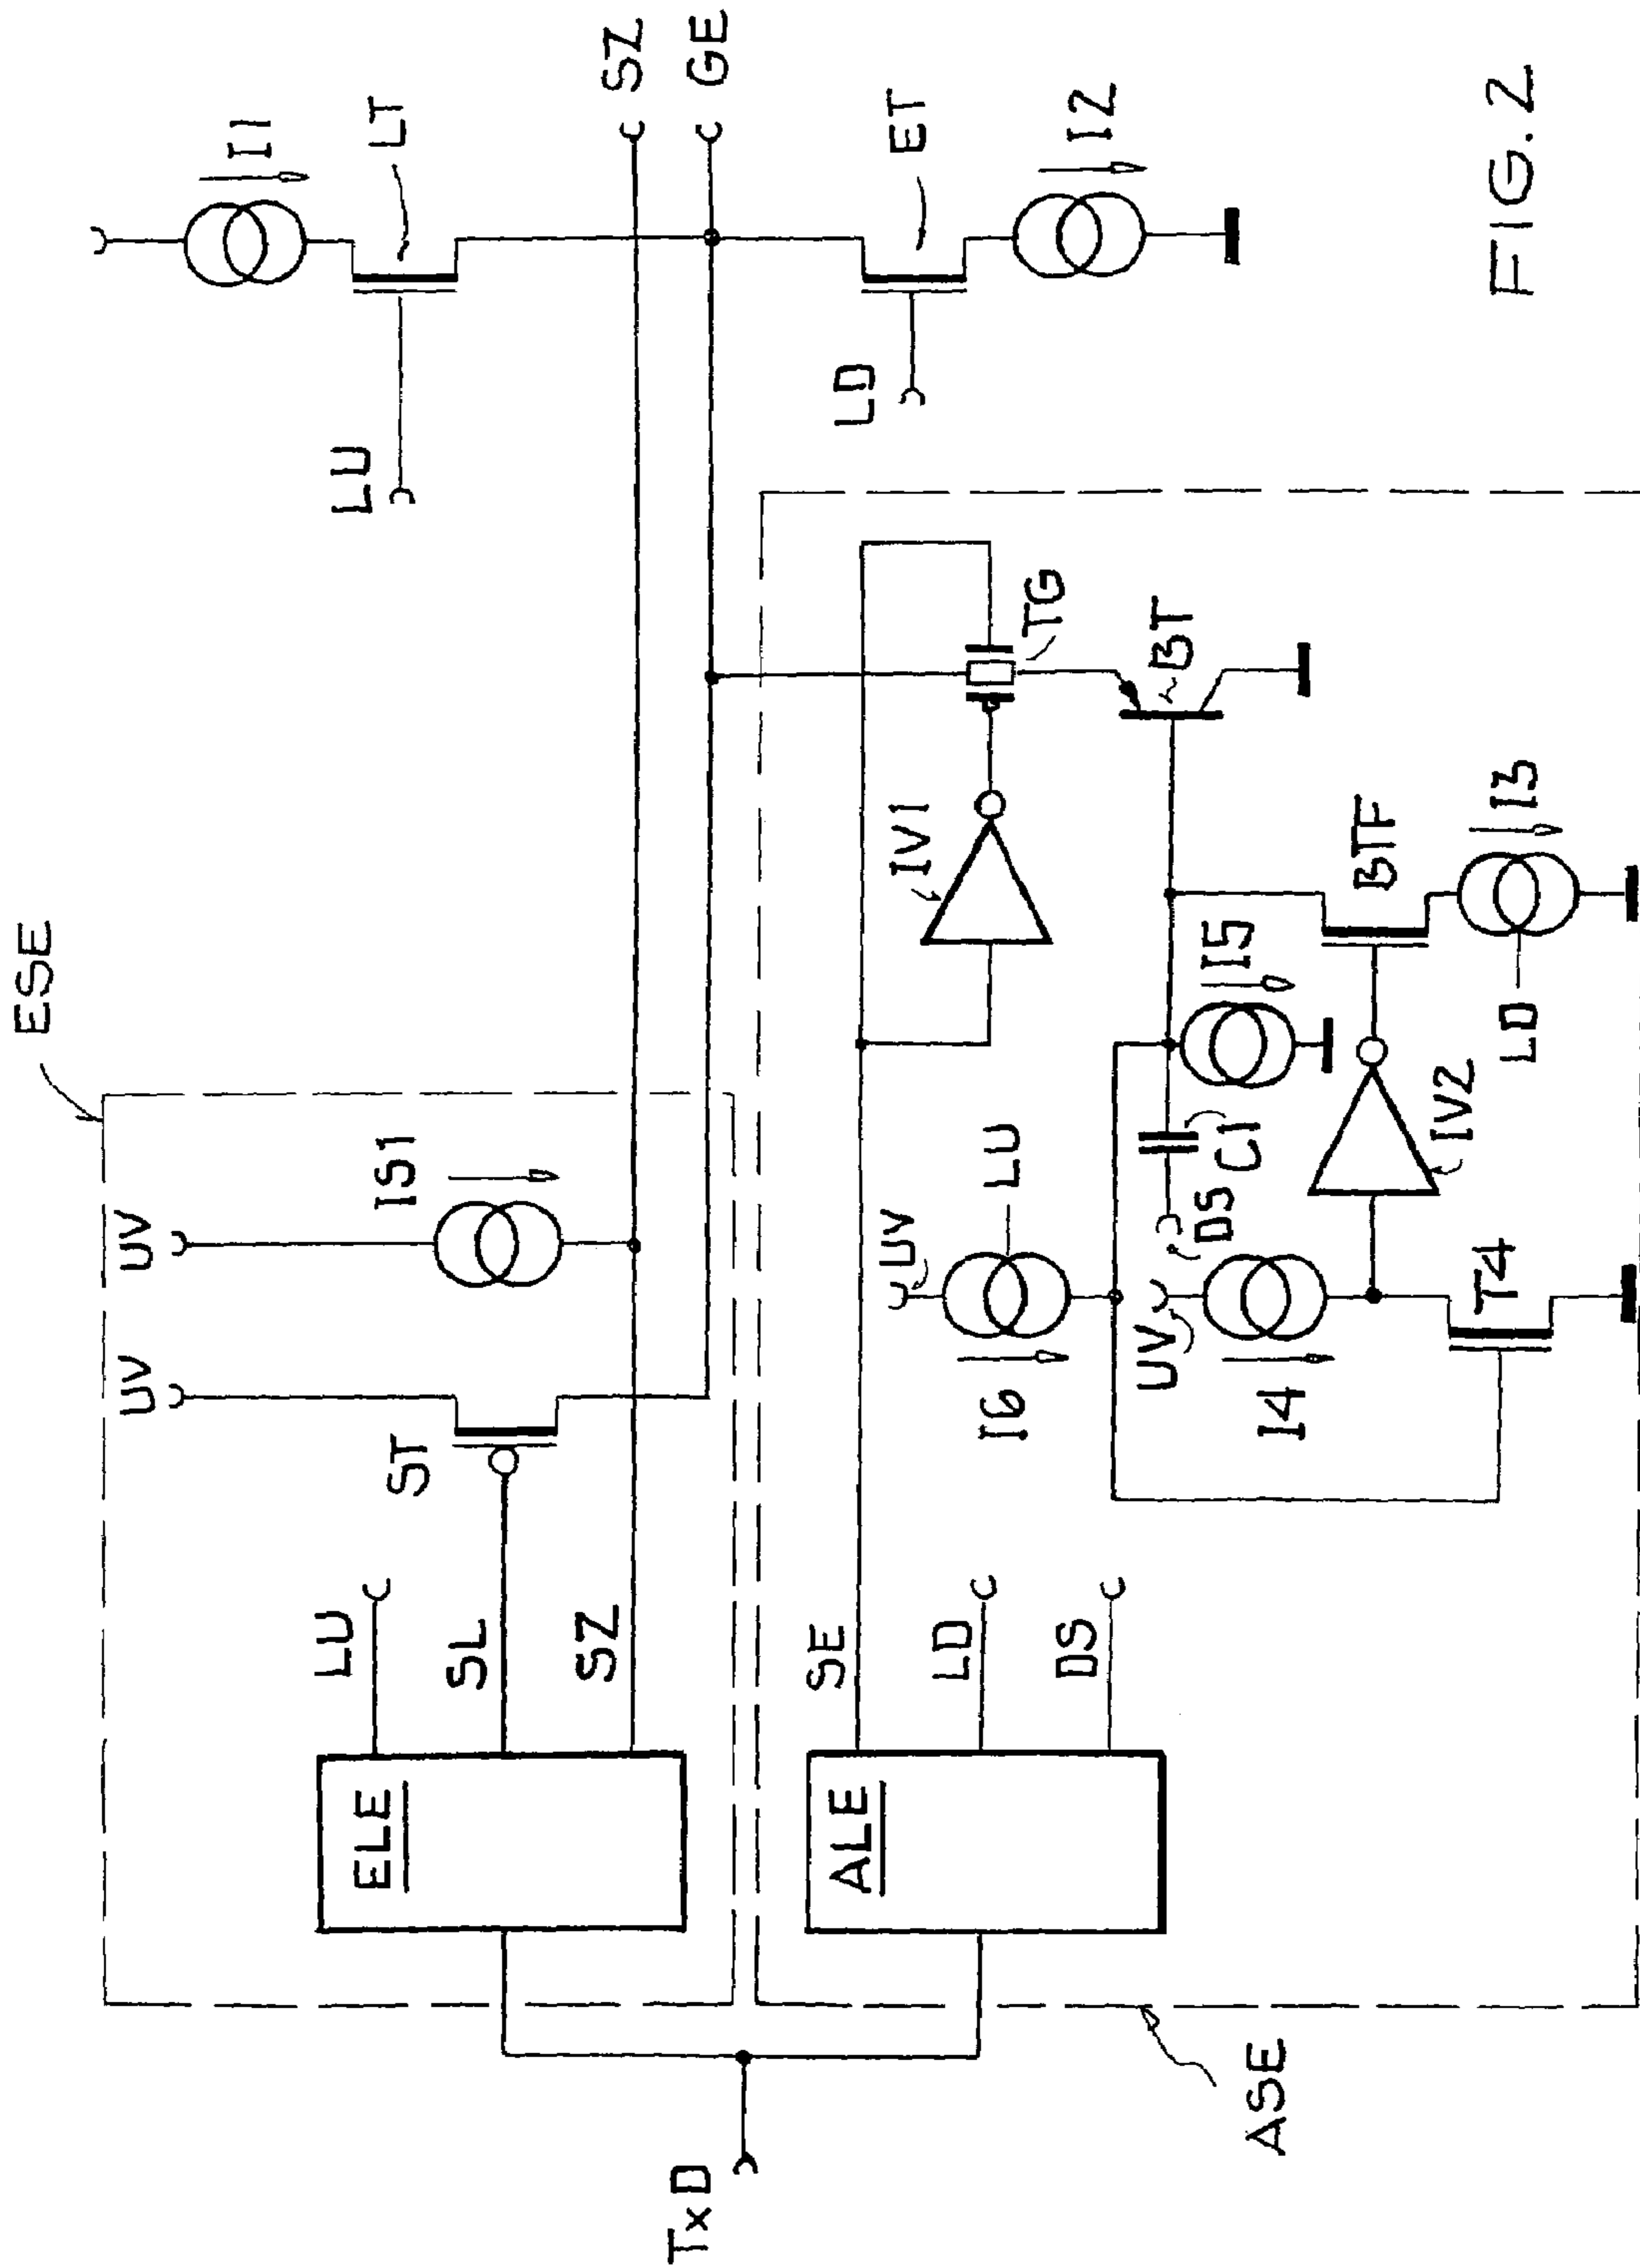 ESE
UV
UV
IS1
ST
LU
SL
SZ
ELE
TxD
ASE
ALE
SE
LD
DS
I6
UV
LU
UV
I4
T4
DS
C1
I5
IV2
LD
BTF
I3
IV1
TG
BT
LU
I1
LT
SZ
GE
LD
ET
I2
FIG. 2